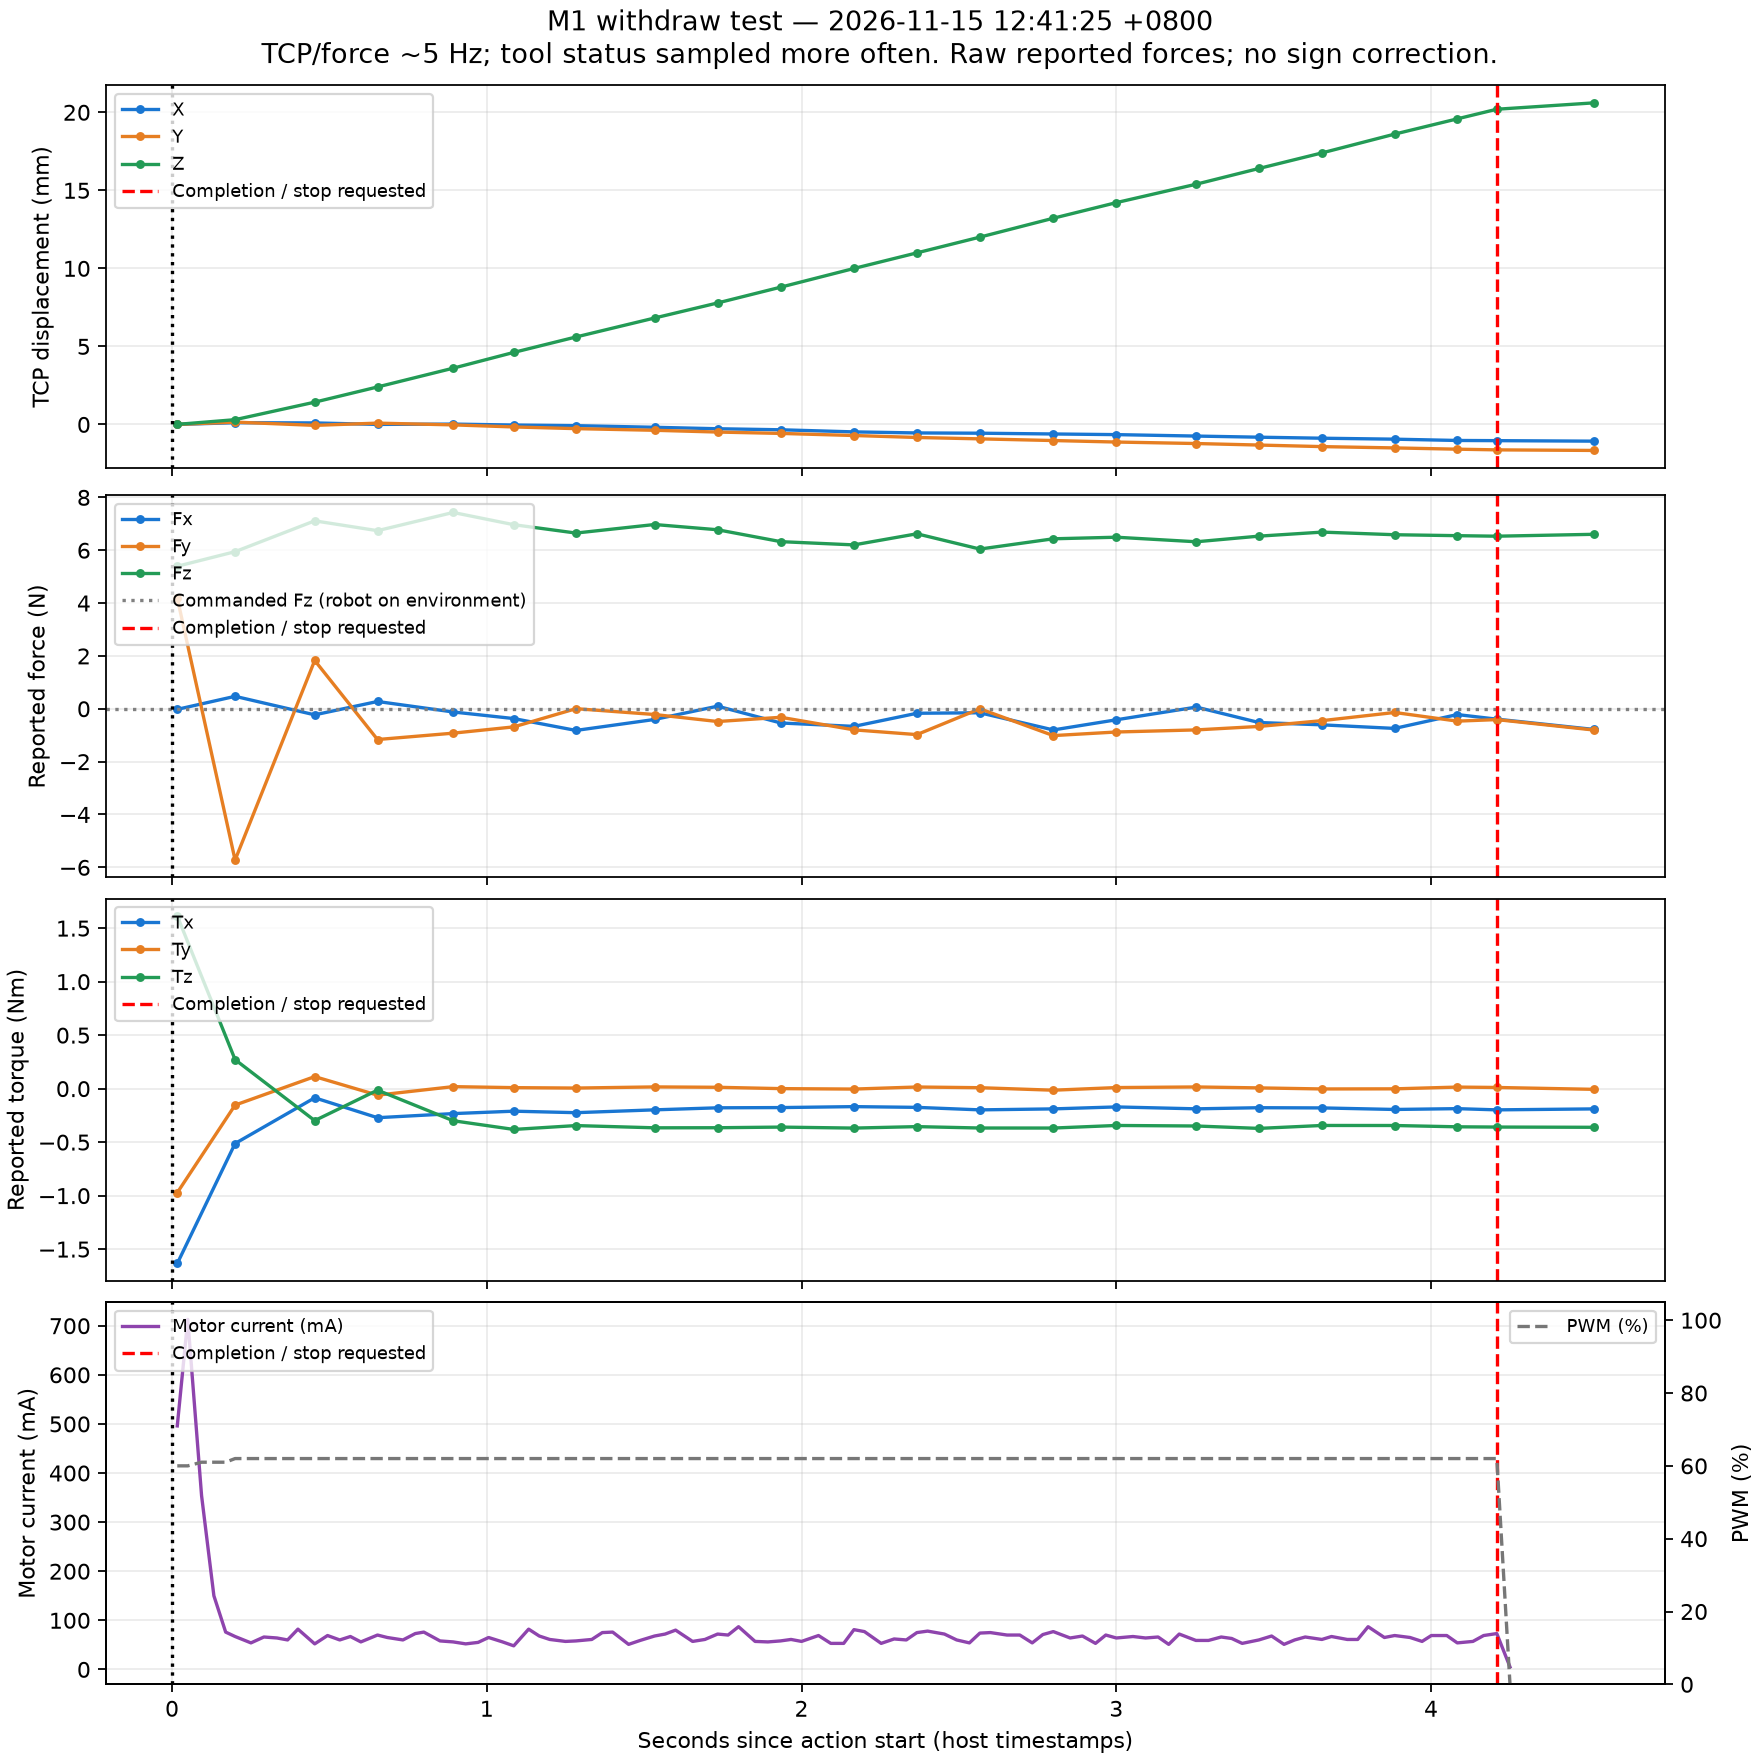 M1 withdraw test — 2026-11-15 12:41:25 +0800
TCP/force ~5 Hz; tool status sampled more often. Raw reported forces; no sign correction.
TCP displacement (mm)
20
15
10
5
0
X
Y
Z
Completion / stop requested
Reported force (N)
8
6
4
2
0
−2
−4
−6
Fx
Fy
Fz
Commanded Fz (robot on environment)
Completion / stop requested
Reported torque (Nm)
1.5
1.0
0.5
0.0
−0.5
−1.0
−1.5
Tx
Ty
Tz
Completion / stop requested
Motor current (mA)
700
600
500
400
300
200
100
0
Motor current (mA)
Completion / stop requested
PWM (%)
100
80
60
40
20
0
PWM (%)
0
1
2
3
4
Seconds since action start (host timestamps)